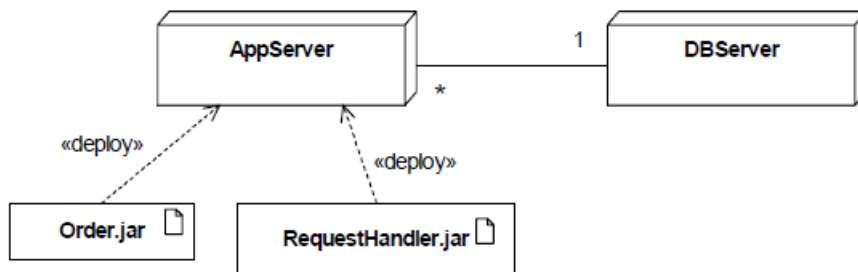 AppServer
1
DBServer
*
«deploy»
«deploy»
Order.jar
RequestHandler.jar